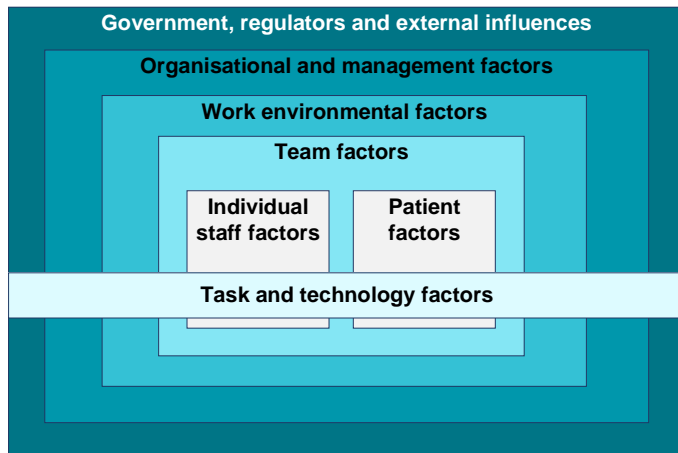 Government, regulators and external influences
Organisational and management factors
Work environmental factors
Team factors
Individual
staff factors
Patient
factors
Task and technology factors